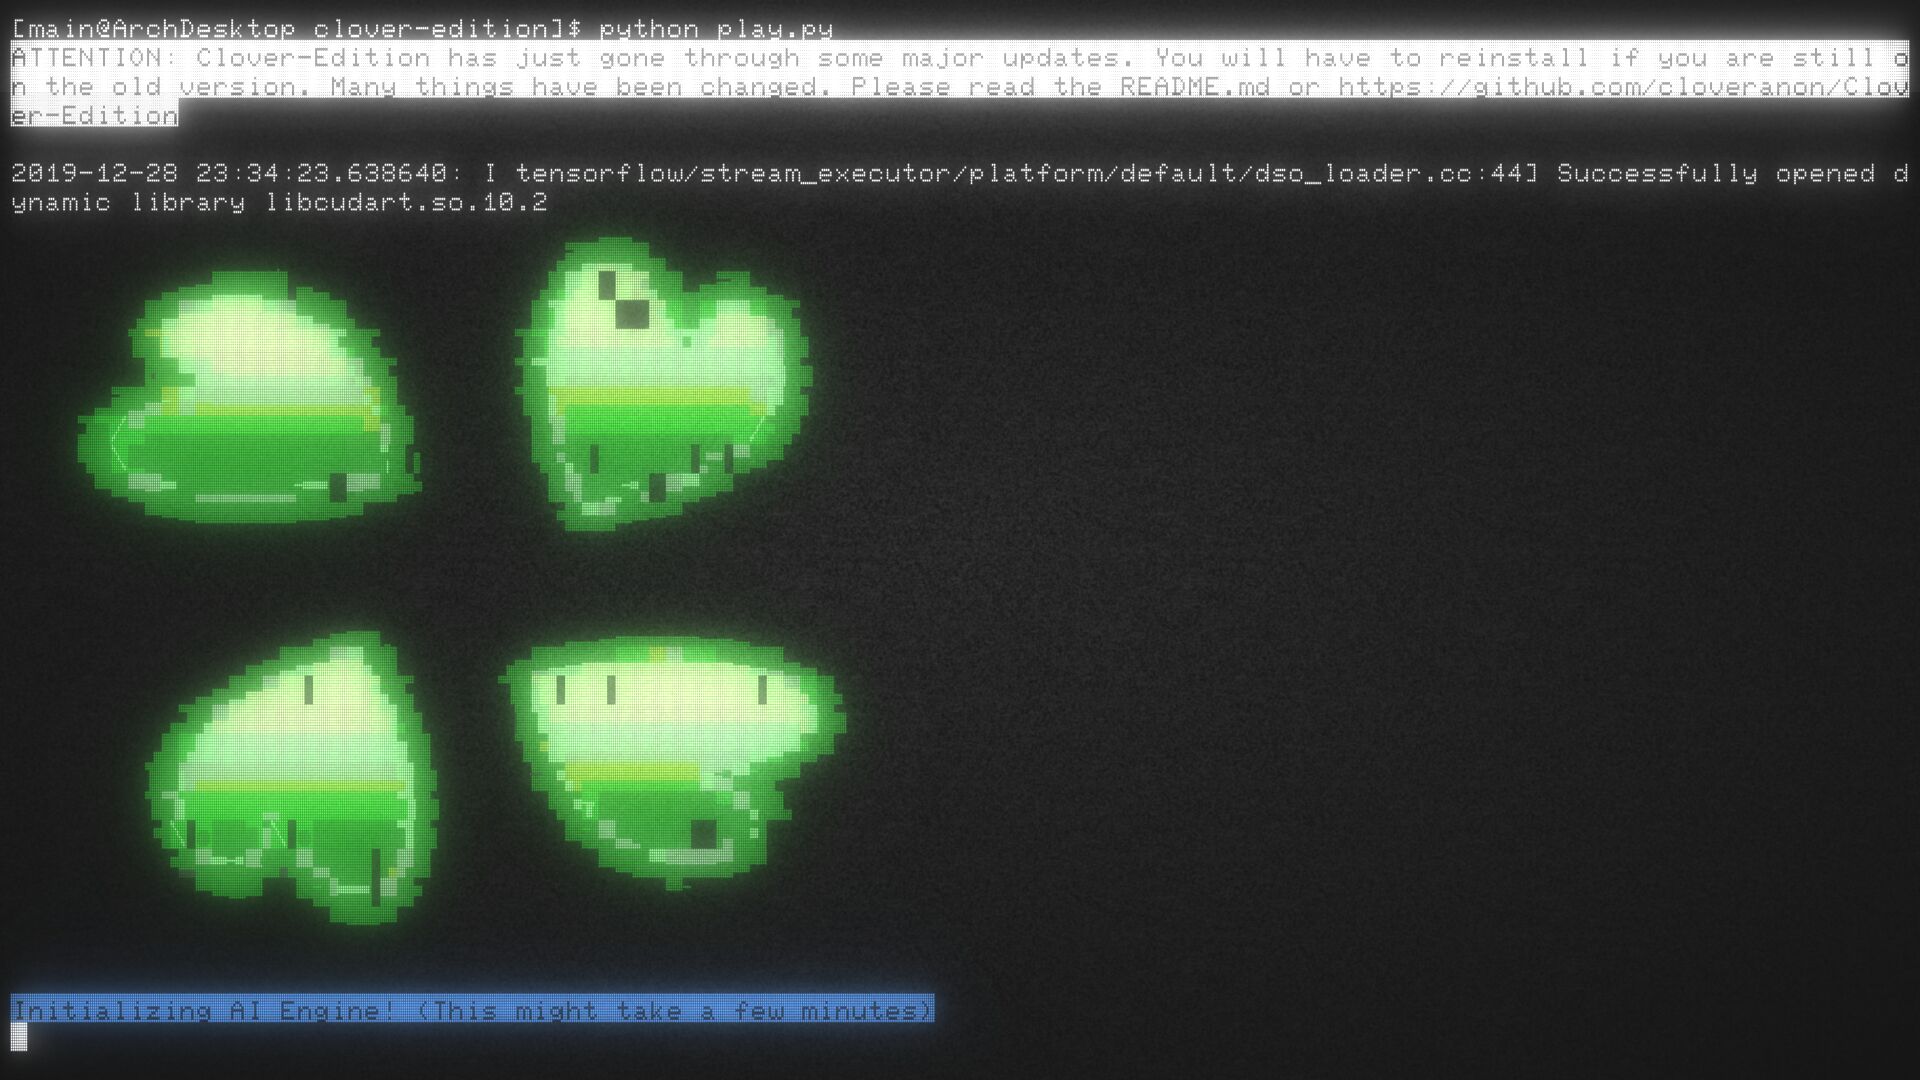 [main@ArchDesktop clover-edition]$ python play.py
ATTENTION: Clover-Edition has just gone through some major updates. You will have to reinstall if you are still o
n the old version. Many things have been changed. Please read the README.md or https://github.com/cloveranon/Clov
er-Edition
2019-12-28 23:34:23.638640: I tensorflow/stream_executor/platform/default/dso_loader.cc:44] Successfully opened d
ynamic library libcudart.so.10.2
Initializing AI Engine! (This might take a few minutes)